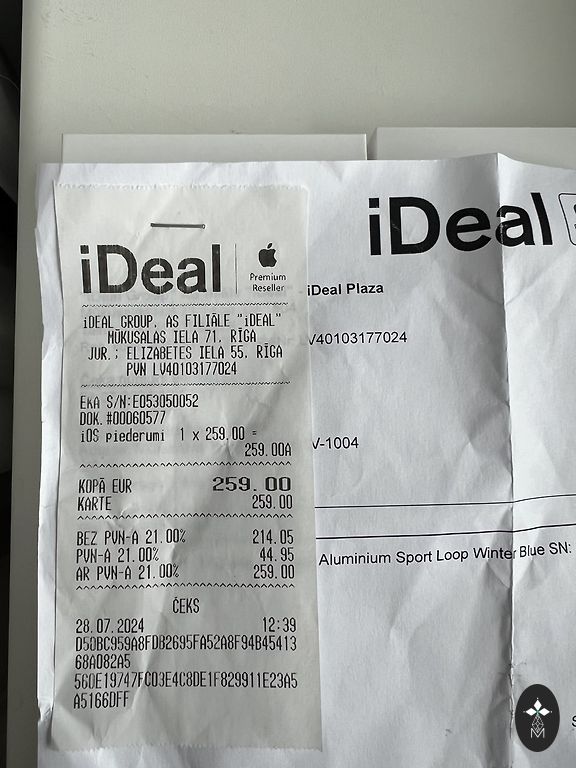 iDeal
Premium
Reseller
iDEAL GROUP, AS FILIĀLE "iDEAL"
MŪKUSALAS IELA 71, RĪGA
JUR.: ELIZABETES IELA 55, RĪGA
PVN LV40103177024
EKA S/N:E053050052
DOK. #00060577
iOS piederumi 1 x 259.00 =
259.00A
KOPĀ EUR 259.00
KARTE 259.00
BEZ PVN-A 21.00% 214.05
PVN-A 21.00% 44.95
AR PVN-A 21.00% 259.00
ČEKS
28.07.2024 12:39
D50BC959A8FDB2695FA52A8F94B45413
68A082A5
560E19747FC03E4C8DE1F829911E23A5
A5166DFF
iDeal
iDeal Plaza
V40103177024
V-1004
Aluminium Sport Loop Winter Blue SN:
M